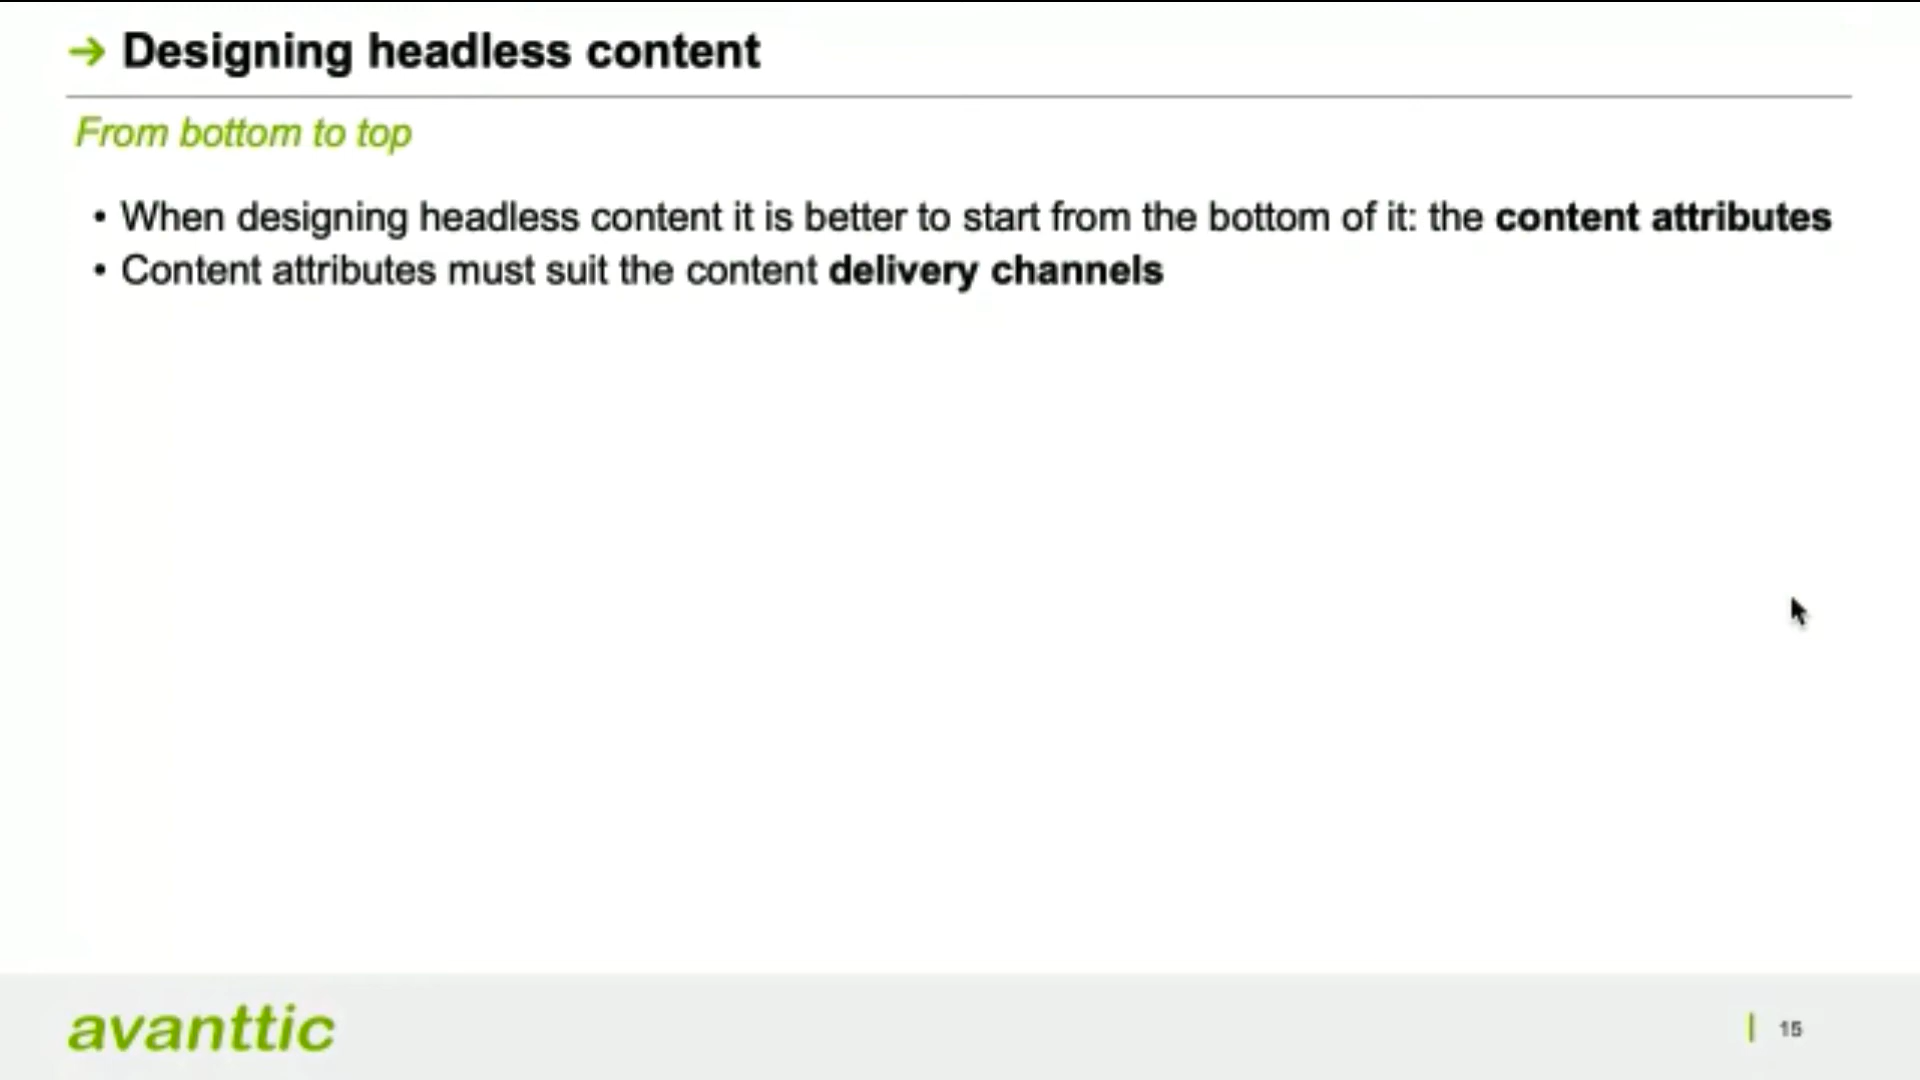 → Designing headless content
From bottom to top
• When designing headless content it is better to start from the bottom of it: the content attributes
• Content attributes must suit the content delivery channels
avanttic
15